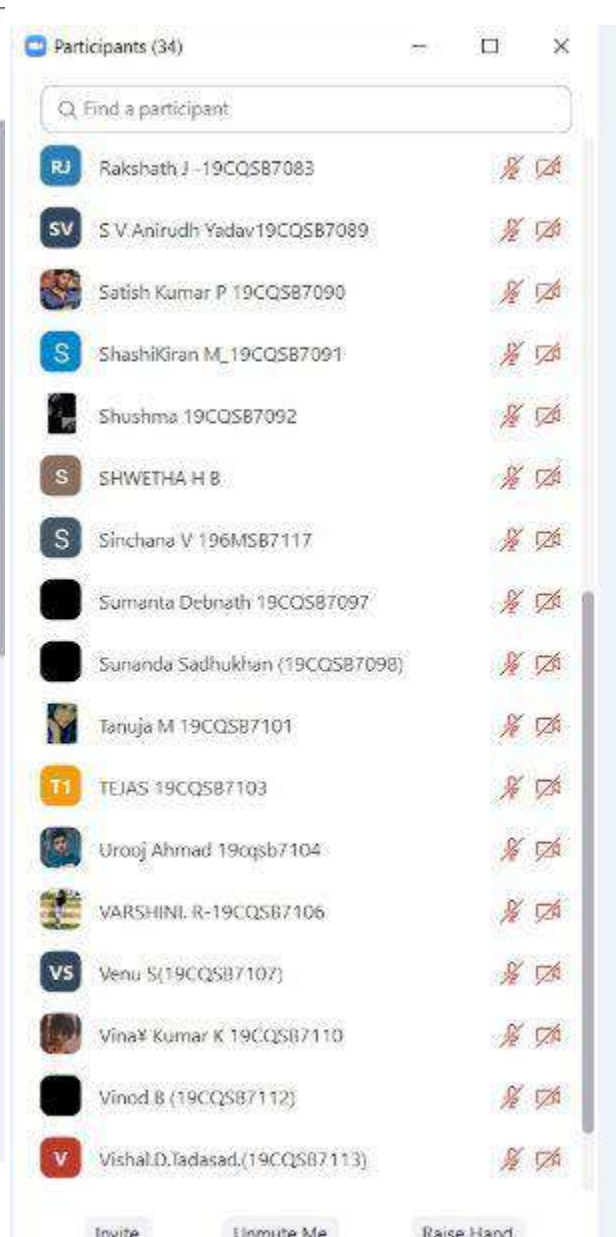 Participants (34)
Find a participant
RJ Rakshath J -19CQSB7083
SV S V Anirudh Yadav19CQSB7089
Satish Kumar P 19CQSB7090
S ShashiKiran M_19CQSB7091
Shushma 19CQSB7092
S SHWETHA H B
S Sinchana V 196MSB7117
Sumanta Debnath 19CQSB7097
Sunanda Sadhukhan (19CQSB7098)
Tanuja M 19CQSB7101
T1 TEJAS 19CQSB7103
Urooj Ahmad 19cqsb7104
VARSHINI. R-19CQSB7106
VS Venu S(19CQSB7107)
Vina¥ Kumar K 19CQSB7110
Vinod B (19CQSB7112)
V Vishal.D.Tadasad.(19CQSB7113)
Invite Unmute Me Raise Hand